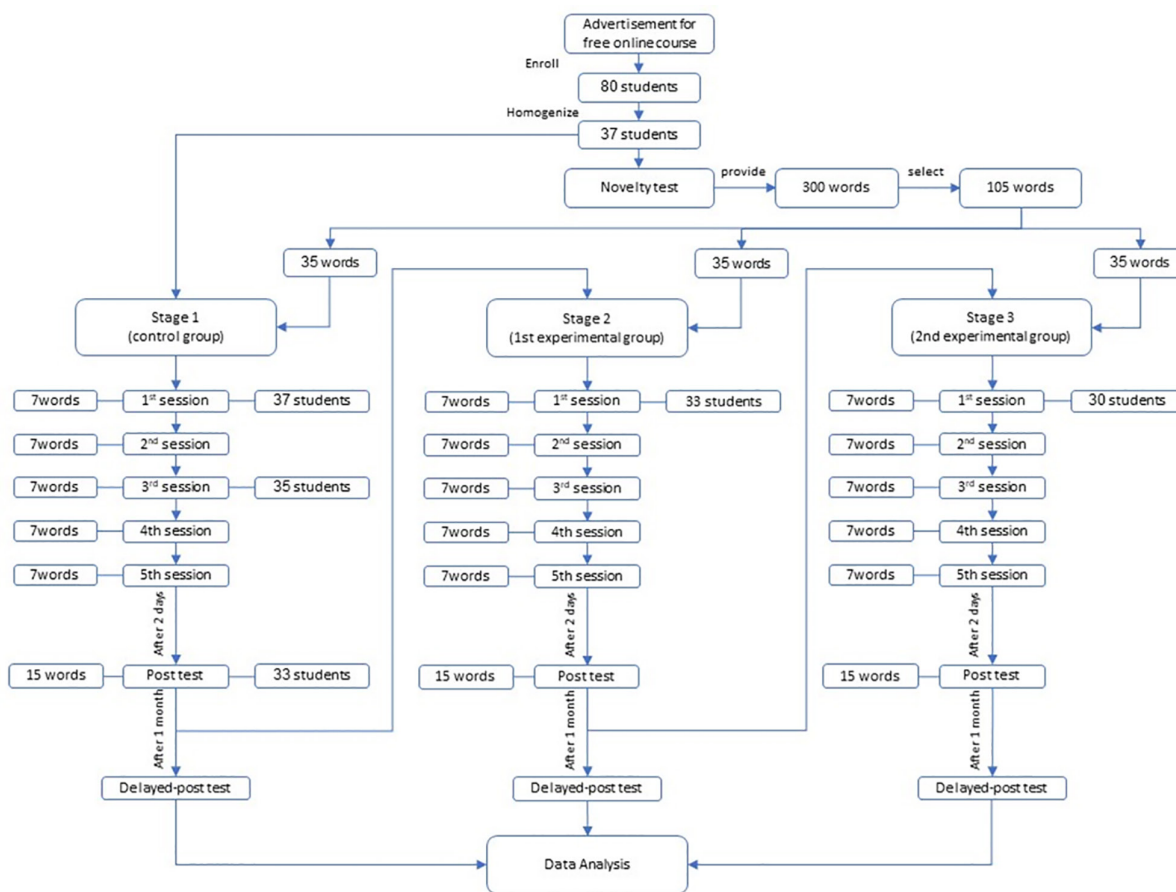 Advertisement for
free online course
Enroll
80 students
Homogenize
37 students
Novelty test
provide
300 words
select
105 words
35 words
35 words
35 words
Stage 1
(control group)
Stage 2
(1st experimental group)
Stage 3
(2nd experimental group)
7words
1st session
37 students
7words
1st session
33 students
7words
1st session
30 students
7words
2nd session
7words
2nd session
7words
2nd session
7words
3rd session
35 students
7words
3rd session
7words
3rd session
7words
4th session
7words
4th session
7words
4th session
7words
5th session
7words
5th session
7words
5th session
After 2 days
After 2 days
After 2 days
15 words
Post test
33 students
15 words
Post test
15 words
Post test
After 1 month
After 1 month
After 1 month
Delayed-post test
Delayed-post test
Delayed-post test
Data Analysis